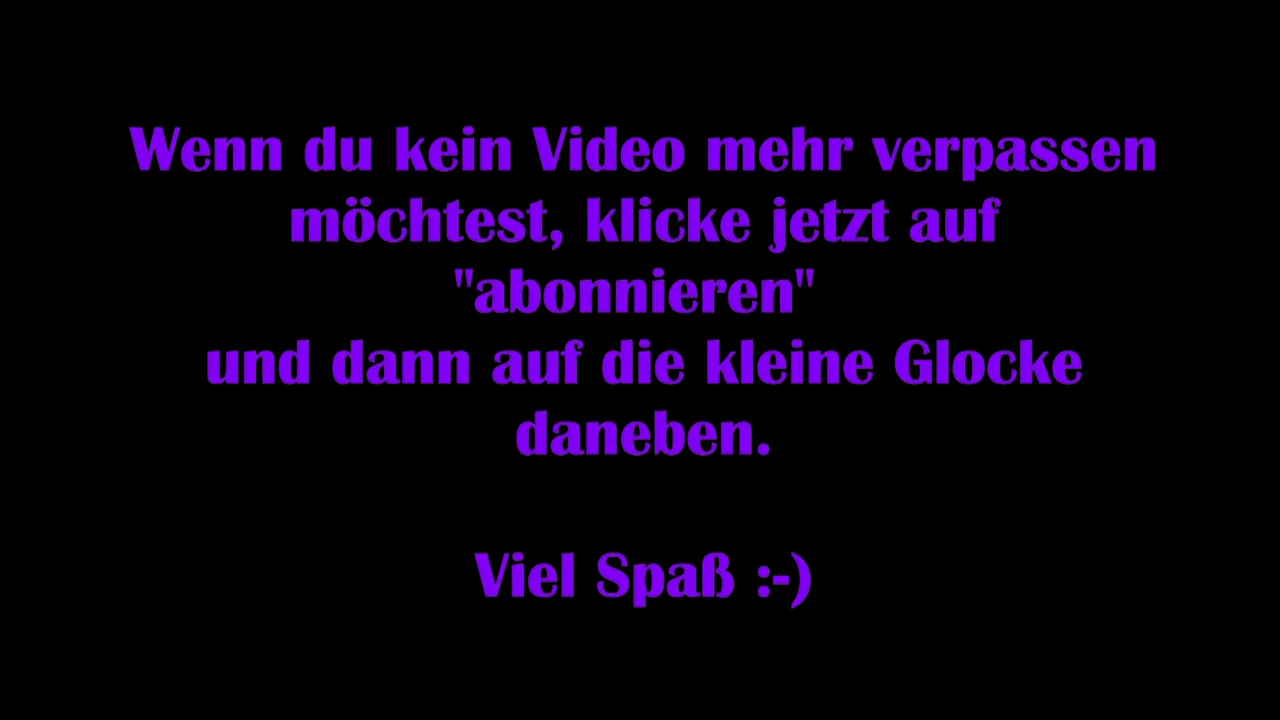 Wenn du kein Video mehr verpassen
möchtest, klicke jetzt auf
"abonnieren"
und dann auf die kleine Glocke
daneben.
Viel Spaß :-)